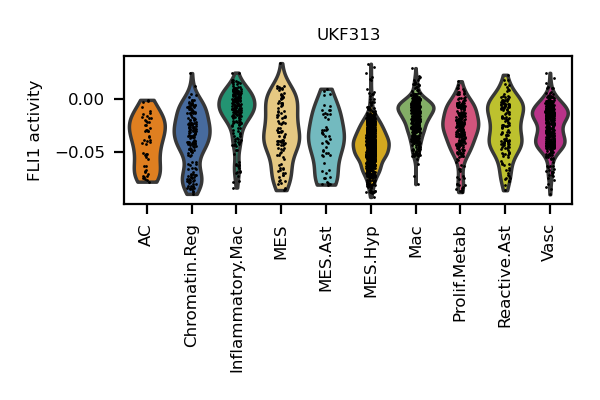 UKF313
FLI1 activity
0.00
−0.05
AC
Chromatin.Reg
Inflammatory.Mac
MES
MES.Ast
MES.Hyp
Mac
Prolif.Metab
Reactive.Ast
Vasc